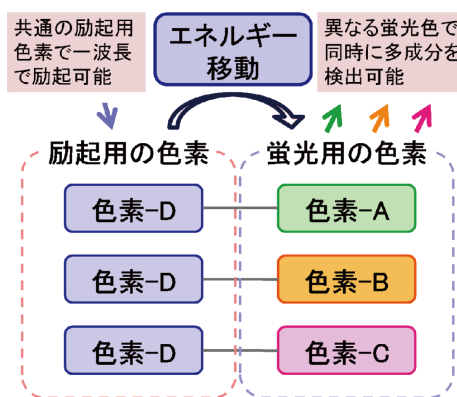 共通の励起用
色素で一波長
で励起可能
エネルギー
移動
異なる蛍光色で
同時に多成分を
検出可能
励起用の色素
蛍光用の色素
色素-D
色素-A
色素-D
色素-B
色素-D
色素-C